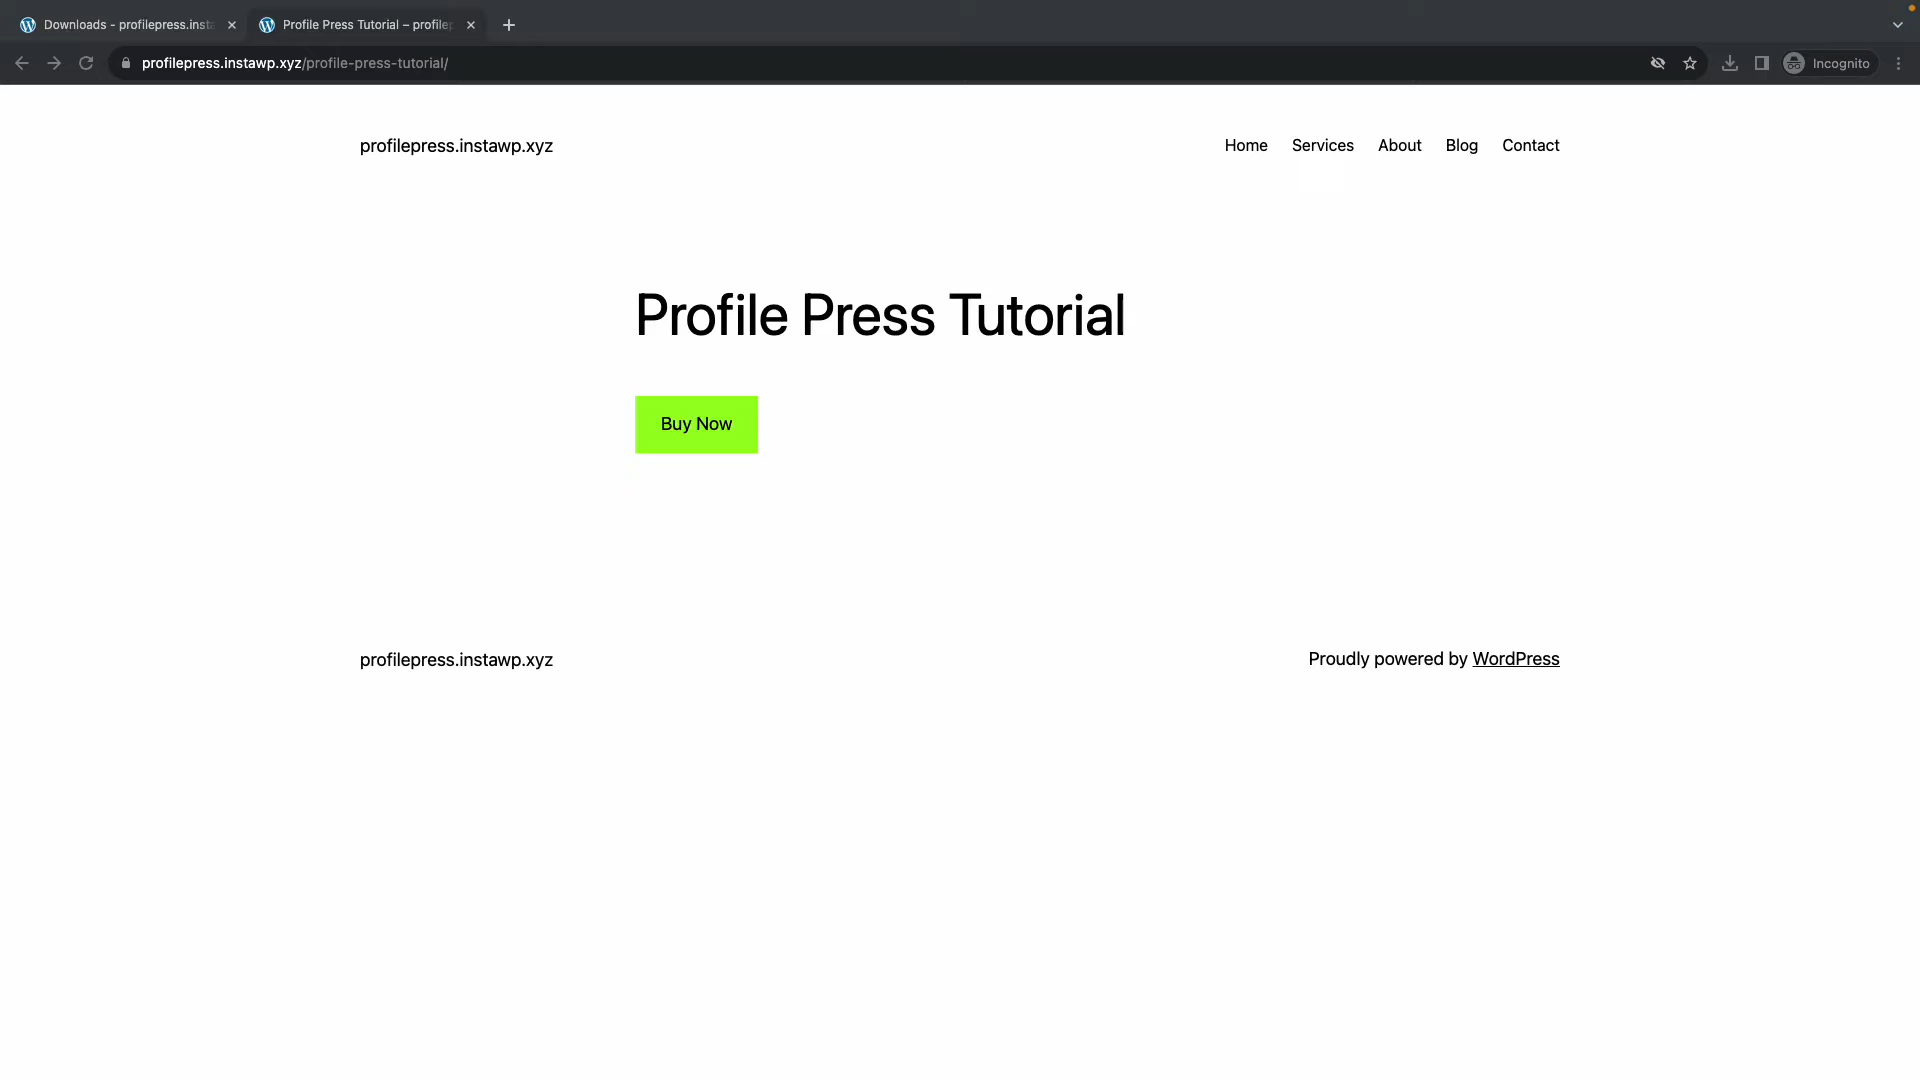 Downloads - profilepress.insta
Profile Press Tutorial – profilep
profilepress.instawp.xyz/profile-press-tutorial/
Incognito
profilepress.instawp.xyz
Home Services About Blog Contact
Profile Press Tutorial
Buy Now
profilepress.instawp.xyz
Proudly powered by WordPress